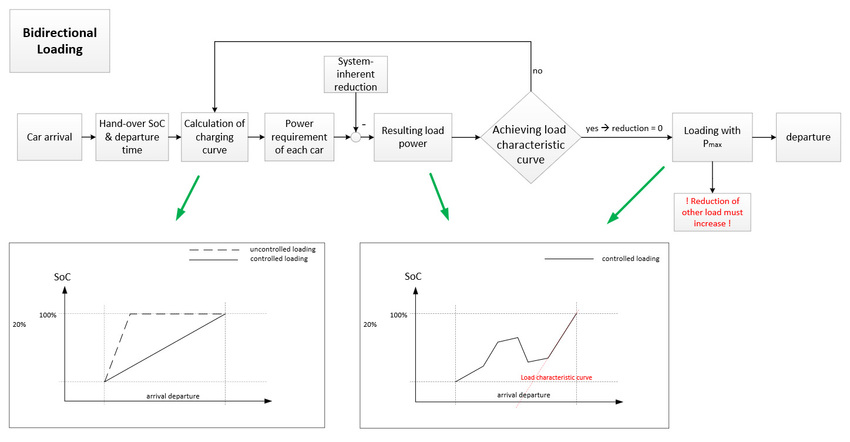 Bidirectional
Loading
System-
inherent
reduction
no
-
Car arrival
Hand-over SoC
& departure
time
Calculation of
charging
curve
Power
requirement
of each car
Resulting load
power
Achieving load
characteristic
curve
yes → reduction = 0
Loading with
Pmax
departure
! Reduction of
other load must
increase !
uncontrolled loading
controlled loading
SoC
100%
20%
arrival departure
controlled loading
SoC
100%
20%
Load characteristic curve
arrival departure